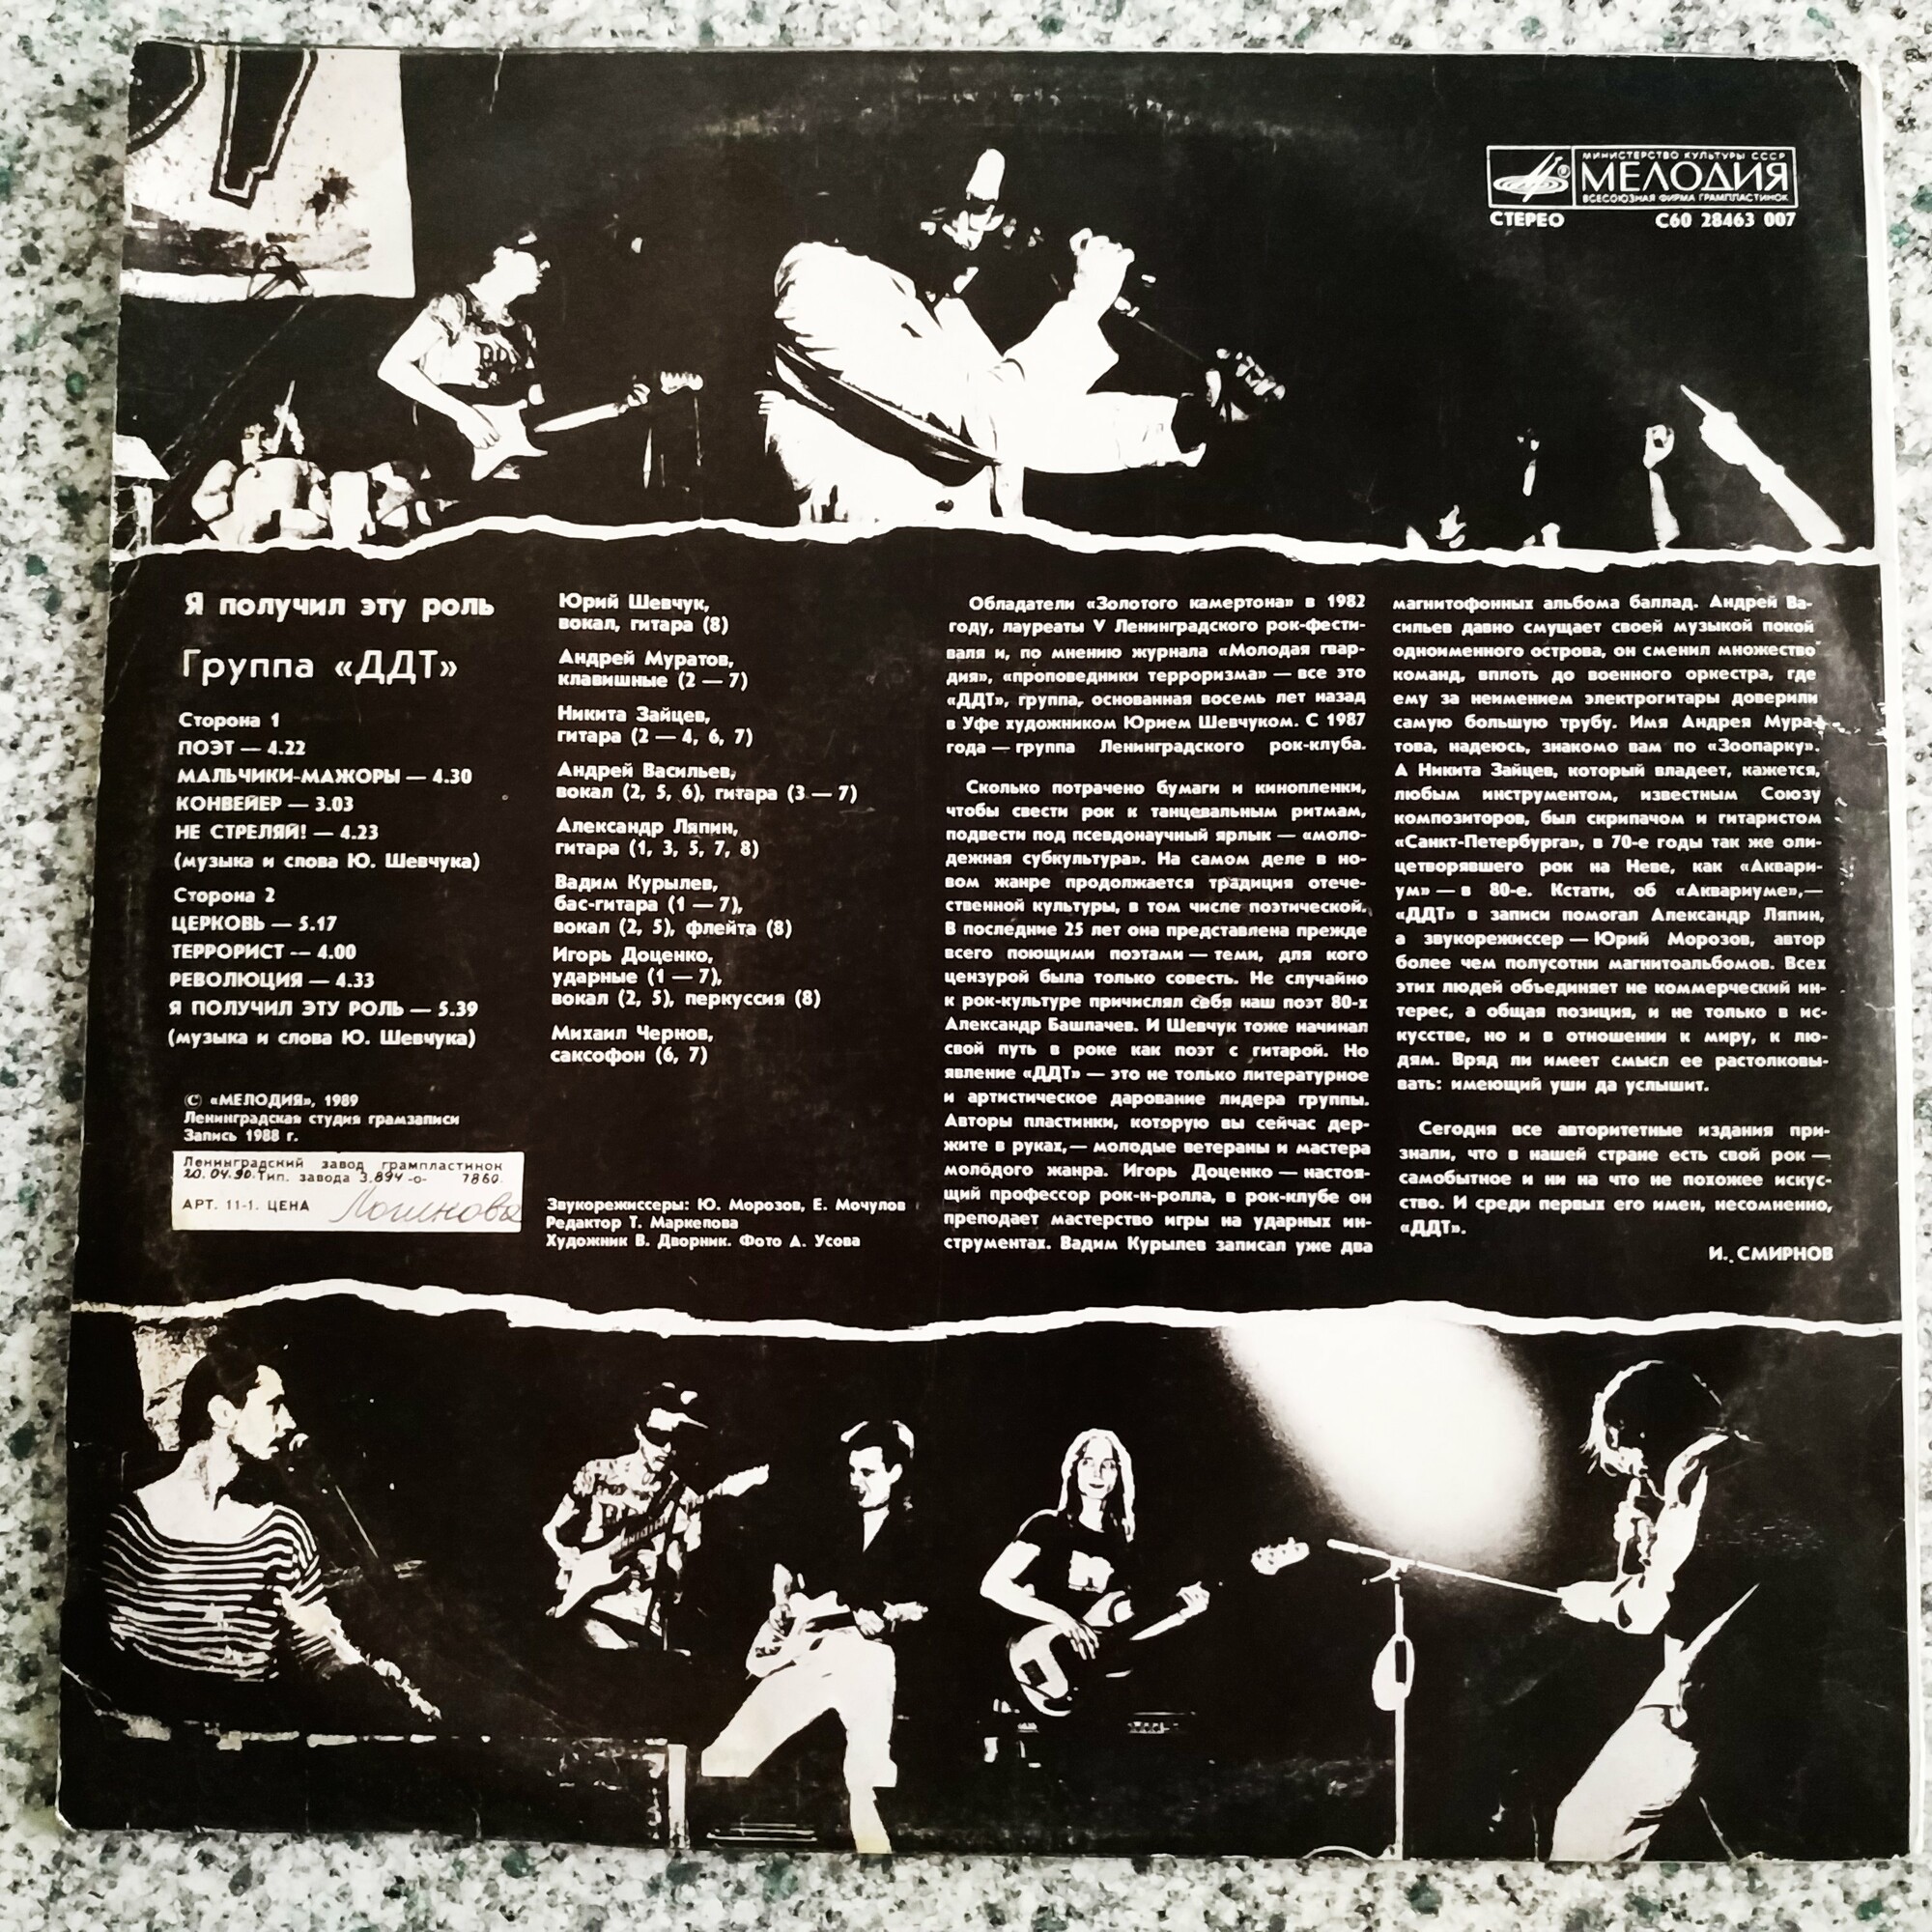 МИНИСТЕРСТВО КУЛЬТУРЫ СССР
МЕЛОДИЯ
ВСЕСОЮЗНАЯ ФИРМА ГРАМПЛАСТИНОК
СТЕРЕО С60 28463 007
Я получил эту роль
Группа «ДДТ»
Сторона 1
ПОЭТ — 4.22
МАЛЬЧИКИ-МАЖОРЫ — 4.30
КОНВЕЙЕР — 3.03
НЕ СТРЕЛЯЙ! — 4.23
(музыка и слова Ю. Шевчука)
Сторона 2
ЦЕРКОВЬ — 5.17
ТЕРРОРИСТ — 4.00
РЕВОЛЮЦИЯ — 4.33
Я ПОЛУЧИЛ ЭТУ РОЛЬ — 5.39
(музыка и слова Ю. Шевчука)
© «МЕЛОДИЯ», 1989
Ленинградская студия грамзаписи
Запись 1988 г.
Ленинградский завод грампластинок
20.04.90. Тип. завода З.894-о- 7860
АРТ. 11-1. ЦЕНА
Юрий Шевчук,
вокал, гитара (8)
Андрей Муратов,
клавишные (2 — 7)
Никита Зайцев,
гитара (2 — 4, 6, 7)
Андрей Васильев,
вокал (2, 5, 6), гитара (3 — 7)
Александр Ляпин,
гитара (1, 3, 5, 7, 8)
Вадим Курылев,
бас-гитара (1 — 7),
вокал (2, 5), флейта (8)
Игорь Доценко,
ударные (1 — 7),
вокал (2, 5), перкуссия (8)
Михаил Чернов,
саксофон (6, 7)
Звукорежиссеры: Ю. Морозов, Е. Мочулов
Редактор Т. Маркепова
Художник В. Дворник. Фото А. Усова
Обладатели «Золотого камертона» в 1982
году, лауреаты V Ленинградского рок-фести-
валя и, по мнению журнала «Молодая гвар-
дия», «проповедники терроризма» — все это
«ДДТ», группа, основанная восемь лет назад
в Уфе художником Юрием Шевчуком. С 1987
года — группа Ленинградского рок-клуба.
Сколько потрачено бумаги и кинопленки,
чтобы свести рок к танцевальным ритмам,
подвести под псевдонаучный ярлык — «моло-
дежная субкультура». На самом деле в но-
вом жанре продолжается традиция отече-
ственной культуры, в том числе поэтической.
В последние 25 лет она представлена прежде
всего поющими поэтами — теми, для кого
цензурой была только совесть. Не случайно
к рок-культуре причислял себя наш поэт 80-х
Александр Башлачев. И Шевчук тоже начинал
свой путь в роке как поэт с гитарой. Но
явление «ДДТ» — это не только литературное
и артистическое дарование лидера группы.
Авторы пластинки, которую вы сейчас дер-
жите в руках, — молодые ветераны и мастера
молодого жанра. Игорь Доценко — настоя-
щий профессор рок-н-ролла, в рок-клубе он
преподает мастерство игры на ударных ин-
струментах. Вадим Курылев записал уже два
магнитофонных альбома баллад. Андрей Ва-
сильев давно смущает своей музыкой покой
одноименного острова, он сменил множество
команд, вплоть до военного оркестра, где
ему за неимением электрогитары доверили
самую большую трубу. Имя Андрея Мура-
това, надеюсь, знакомо вам по «Зоопарку».
А Никита Зайцев, который владеет, кажется,
любым инструментом, известным Союзу
композиторов, был скрипачом и гитаристом
«Санкт-Петербурга», в 70-е годы так же оли-
цетворявшего рок на Неве, как «Аквари-
ум» — в 80-е. Кстати, об «Аквариуме», —
«ДДТ» в записи помогал Александр Ляпин,
а звукорежиссер — Юрий Морозов, автор
более чем полусотни магнитоальбомов. Всех
этих людей объединяет не коммерческий ин-
терес, а общая позиция, и не только в ис-
кусстве, но и в отношении к миру, к лю-
дям. Вряд ли имеет смысл ее растолковы-
вать: имеющий уши да услышит.
Сегодня все авторитетные издания при-
знали, что в нашей стране есть свой рок —
самобытное и ни на что не похожее искус-
ство. И среди первых его имен, несомненно,
«ДДТ».
И. СМИРНОВ